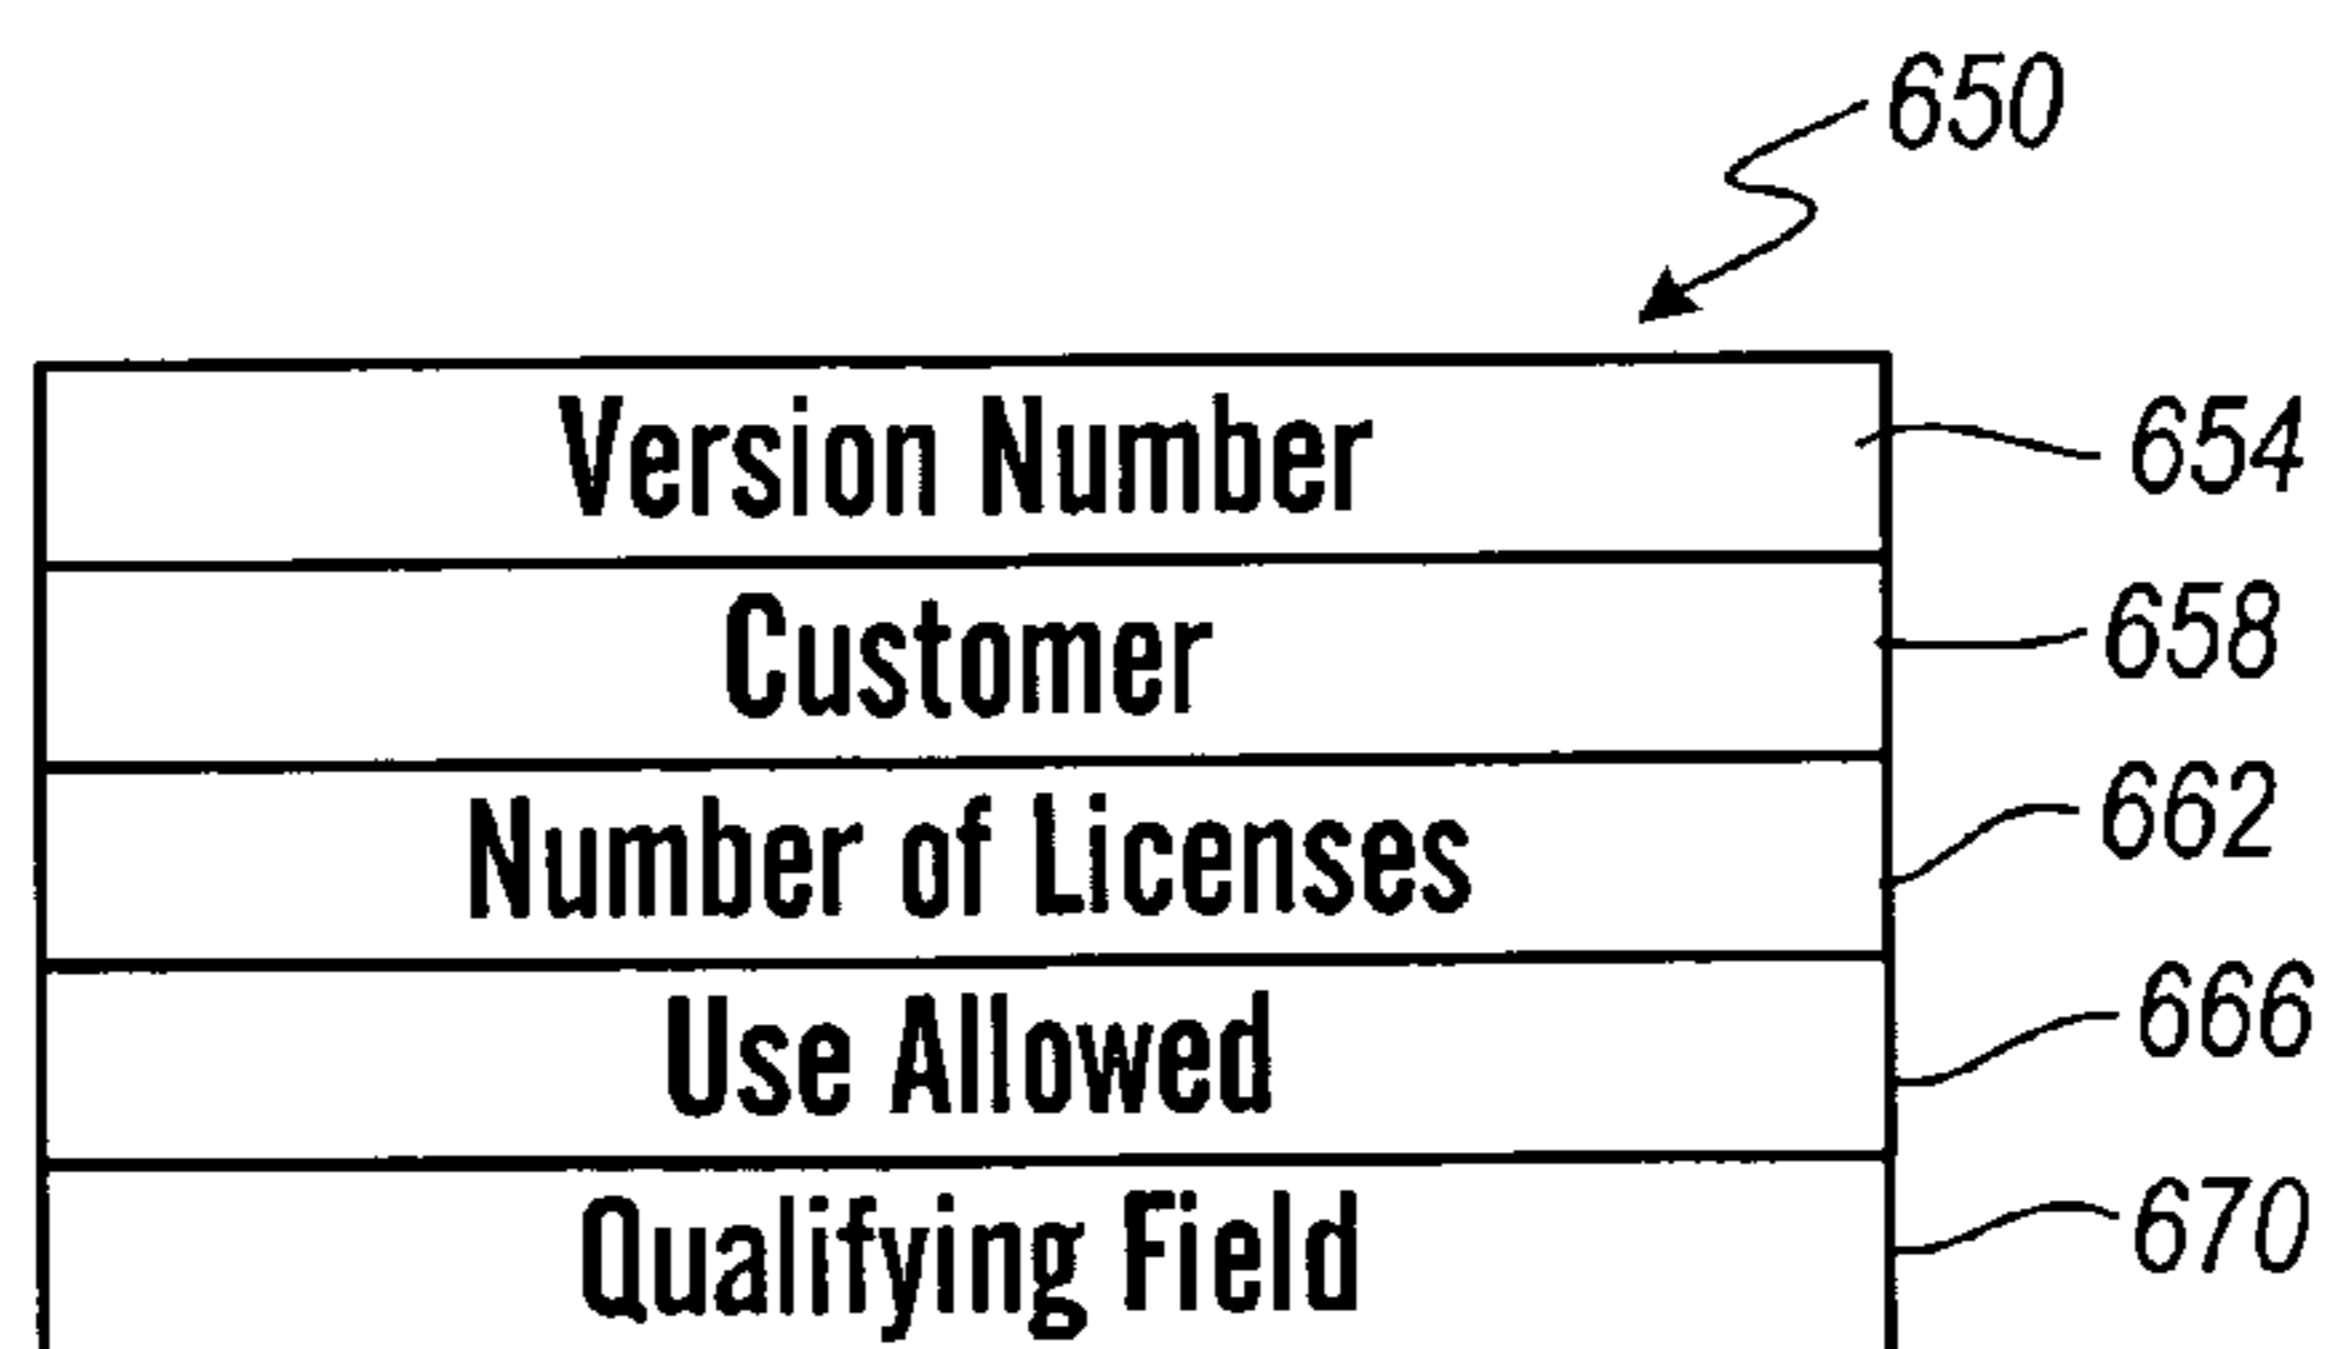 650
Version Number 654
Customer 658
Number of Licenses 662
Use Allowed 666
Qualifying Field 670